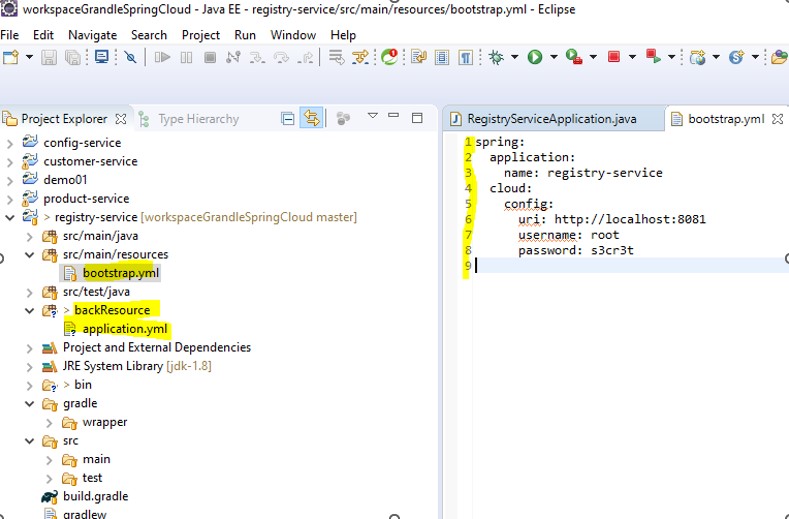 workspaceGrandleSpringCloud - Java EE - registry-service/src/main/resources/bootstrap.yml - Eclipse
File Edit Navigate Search Project Run Window Help
Project Explorer Type Hierarchy
config-service
customer-service
demo01
product-service
> registry-service [workspaceGrandleSpringCloud master]
src/main/java
src/main/resources
bootstrap.yml
src/test/java
> backResource
application.yml
Project and External Dependencies
JRE System Library [jdk-1.8]
> bin
gradle
wrapper
src
main
test
build.gradle
gradlew
RegistryServiceApplication.java bootstrap.yml
1 spring:
2 application:
3 name: registry-service
4 cloud:
5 config:
6 uri: http://localhost:8081
7 username: root
8 password: s3cr3t
9